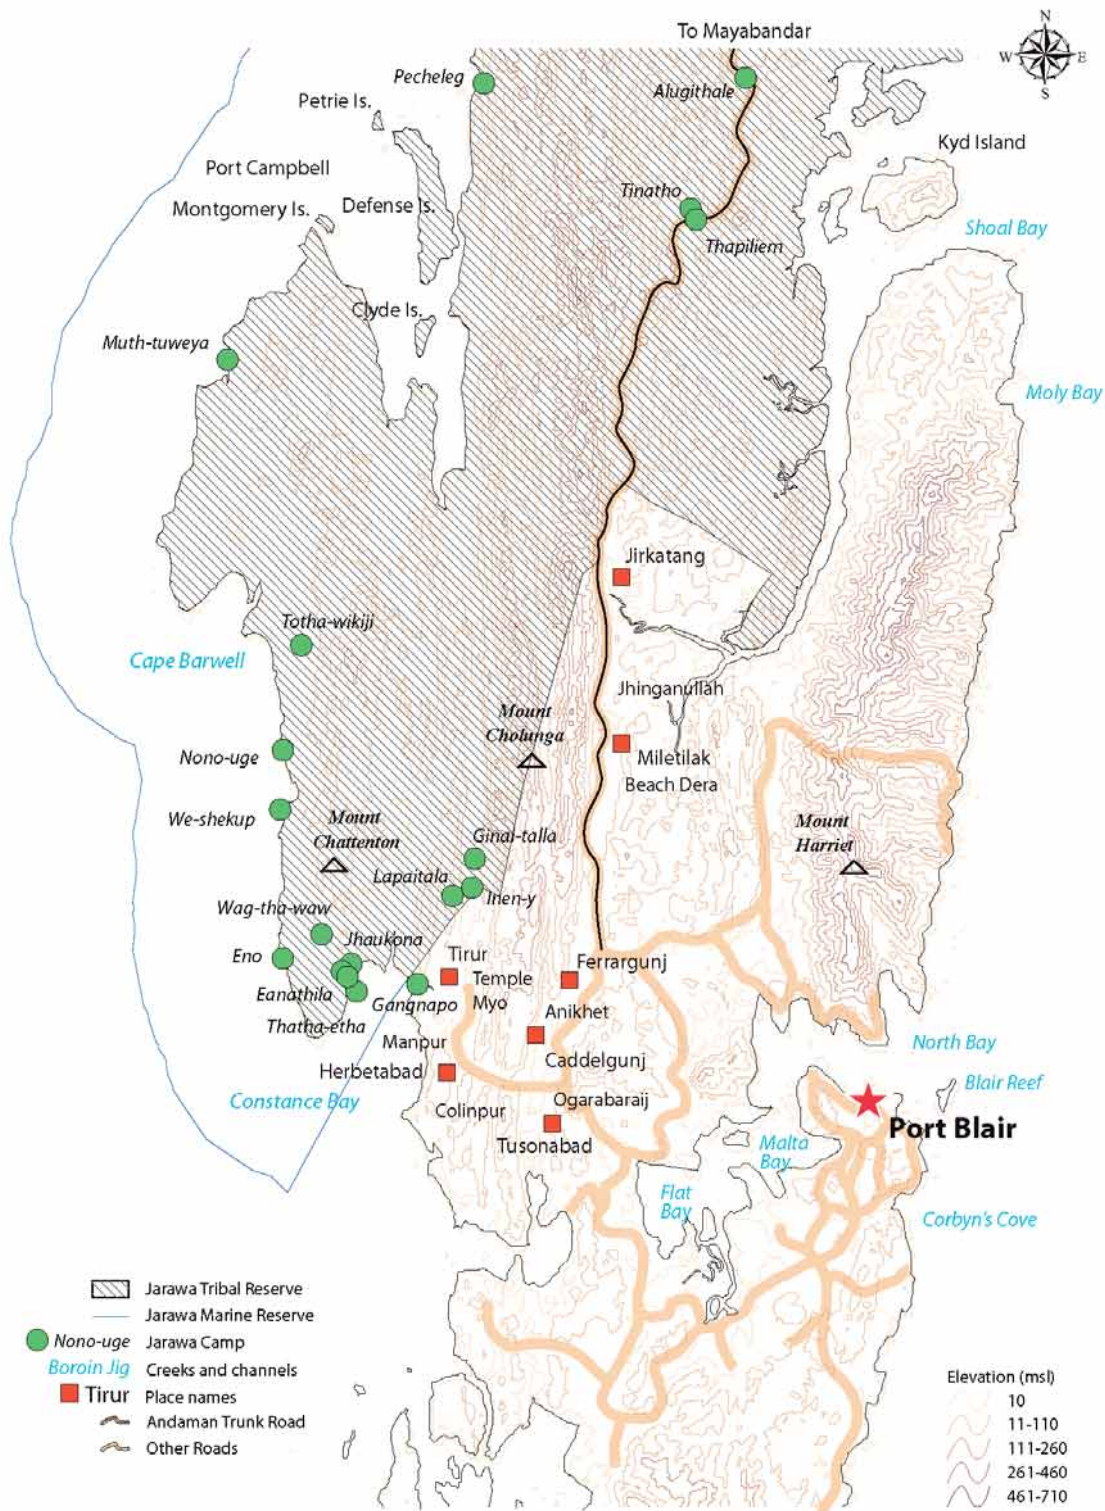 To Mayabandar
N
W E
S
Pecheleg
Alugithale
Petrie Is.
Kyd Island
Port Campbell
Tinatho
Montgomery Is.
Defense Is.
Shoal Bay
Thapiliem
Clyde Is.
Muth-tuweya
Moly Bay
Jirkatang
Totha-wikiji
Cape Barwell
Jhinganullah
Mount
Cholunga
Nono-uge
Miletilak
Beach Dera
We-shekup
Mount
Chattenton
Mount
Harriet
Ginai-talla
Lapaitala
Inen-y
Wag-tha-waw
Jhaukona
Eno
Tirur
Ferrargunj
Temple
Myo
Eanathila
Gangnapo
Anikhet
Thatha-etha
Manpur
North Bay
Caddelgunj
Herbetabad
Blair Reef
Constance Bay
Colinpur
Ogarabaraij
Port Blair
Tusonabad
Malta
Bay
Flat
Bay
Corbyn's Cove
Jarawa Tribal Reserve
Jarawa Marine Reserve
Nono-uge Jarawa Camp
Boroin Jig Creeks and channels
Tirur Place names
Andaman Trunk Road
Other Roads
Elevation (msl)
10
11-110
111-260
261-460
461-710